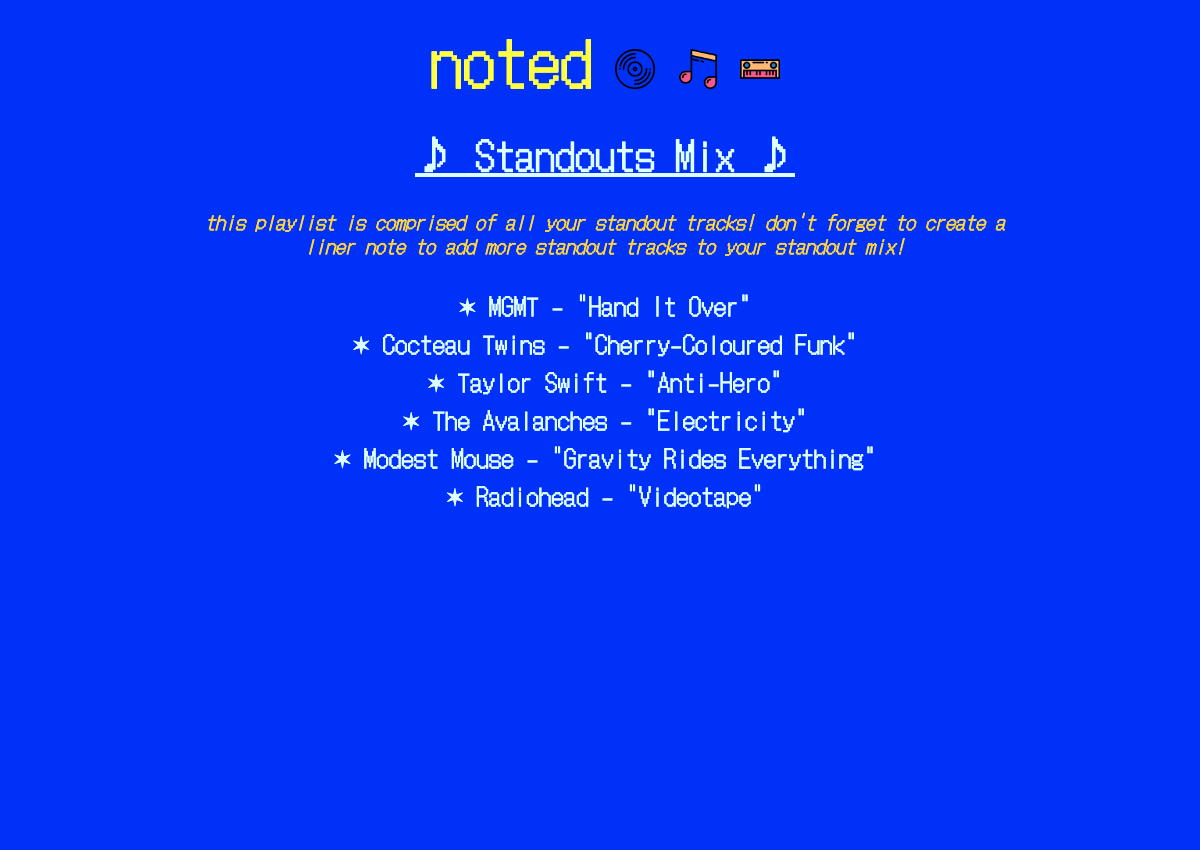 noted
♪ Standouts Mix ♪
this playlist is comprised of all your standout tracks! don't forget to create a
liner note to add more standout tracks to your standout mix!
✶ MGMT - "Hand It Over"
✶ Cocteau Twins - "Cherry-Coloured Funk"
✶ Taylor Swift - "Anti-Hero"
✶ The Avalanches - "Electricity"
✶ Modest Mouse - "Gravity Rides Everything"
✶ Radiohead - "Videotape"